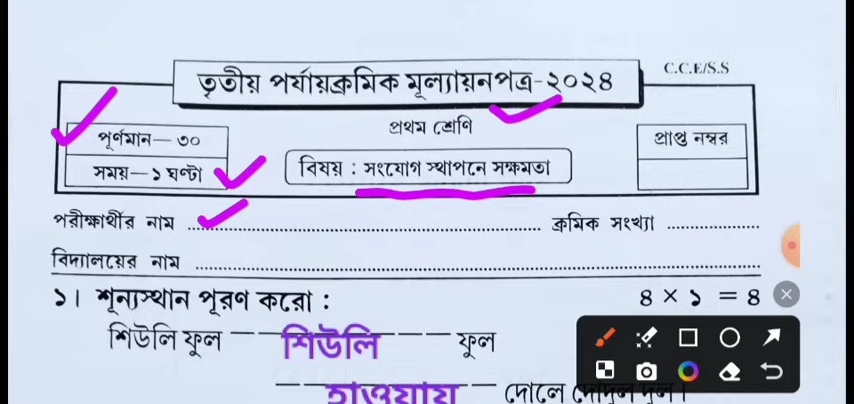 C.C.E/S.S
তৃতীয় পর্যায়ক্রমিক মূল্যায়নপত্র-২০২৪
প্রথম শ্রেণি
পূর্ণমান— ৩০
সময়—১ ঘণ্টা
বিষয় : সংযোগ স্থাপনে সক্ষমতা
প্রাপ্ত নম্বর
পরীক্ষার্থীর নাম ক্রমিক সংখ্যা
বিদ্যালয়ের নাম
১। শূন্যস্থান পূরণ করো : ৪ × ১ = ৪
শিউলি ফুল শিউলি ফুল
হাওয়ায় দোলে দোদুল দুল।